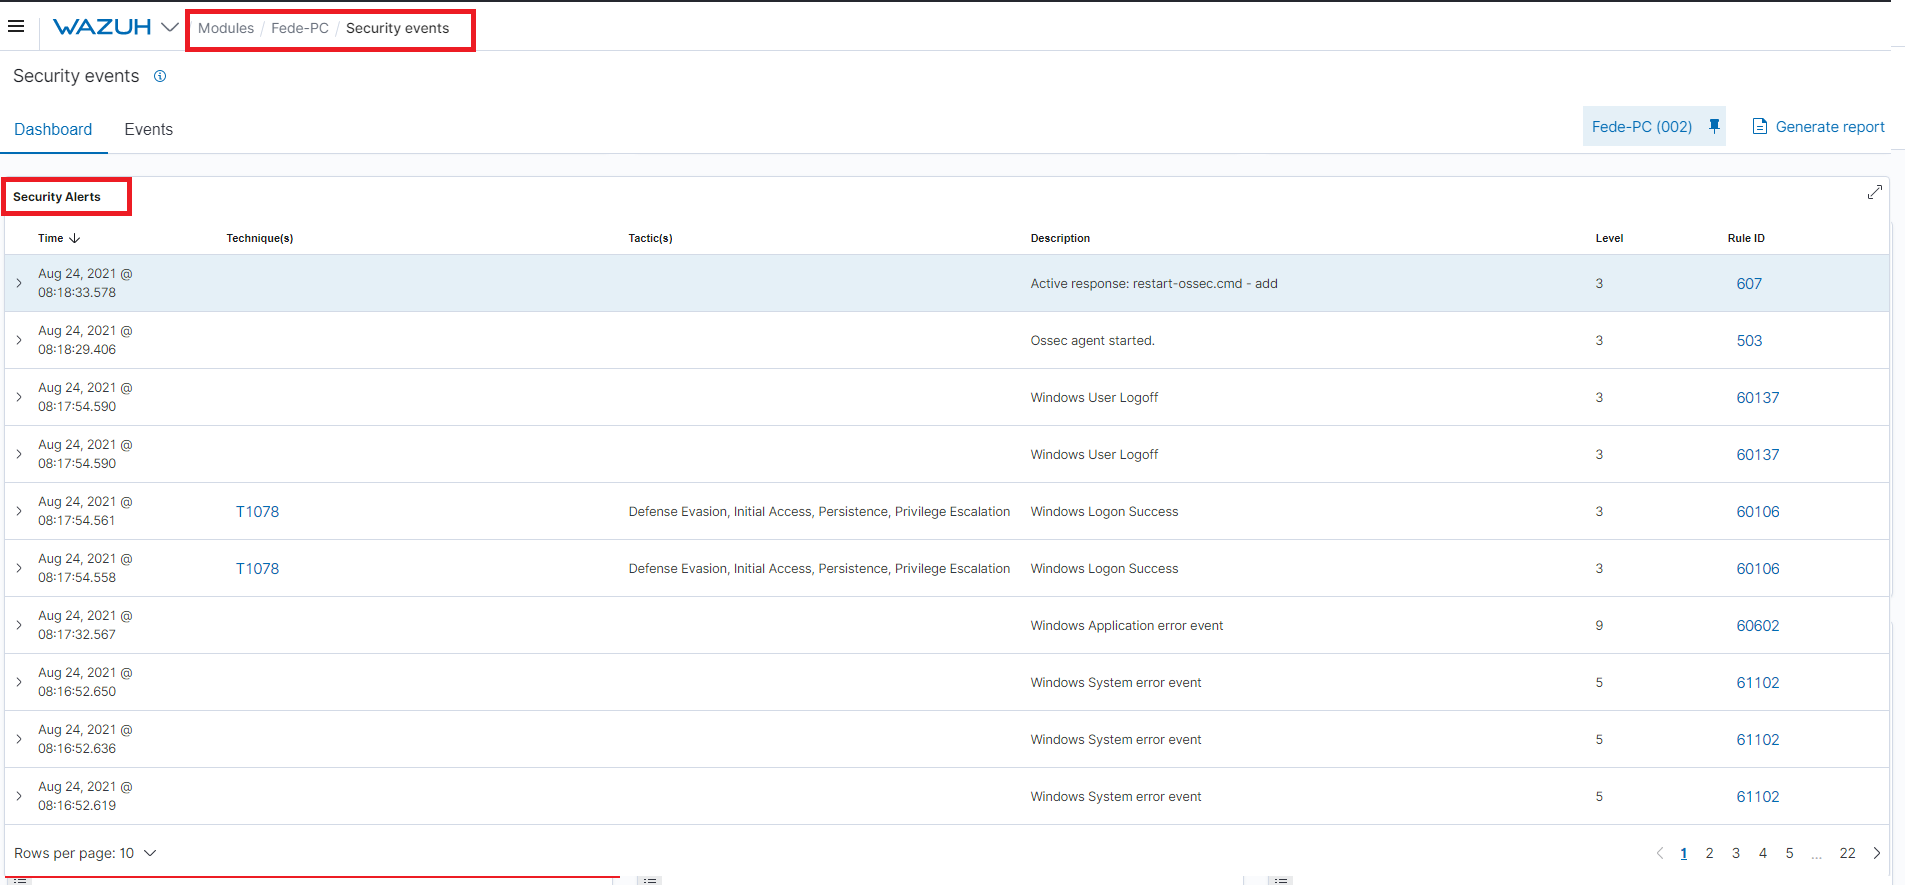 WAZUH Modules / Fede-PC / Security events
Security events
Dashboard Events Fede-PC (002) Generate report
Security Alerts
Time Technique(s) Tactic(s) Description Level Rule ID
Aug 24, 2021 @
08:18:33.578 Active response: restart-ossec.cmd - add 3 607
Aug 24, 2021 @
08:18:29.406 Ossec agent started. 3 503
Aug 24, 2021 @
08:17:54.590 Windows User Logoff 3 60137
Aug 24, 2021 @
08:17:54.590 Windows User Logoff 3 60137
Aug 24, 2021 @
08:17:54.561 T1078 Defense Evasion, Initial Access, Persistence, Privilege Escalation Windows Logon Success 3 60106
Aug 24, 2021 @
08:17:54.558 T1078 Defense Evasion, Initial Access, Persistence, Privilege Escalation Windows Logon Success 3 60106
Aug 24, 2021 @
08:17:32.567 Windows Application error event 9 60602
Aug 24, 2021 @
08:16:52.650 Windows System error event 5 61102
Aug 24, 2021 @
08:16:52.636 Windows System error event 5 61102
Aug 24, 2021 @
08:16:52.619 Windows System error event 5 61102
Rows per page: 10 1 2 3 4 5 ... 22